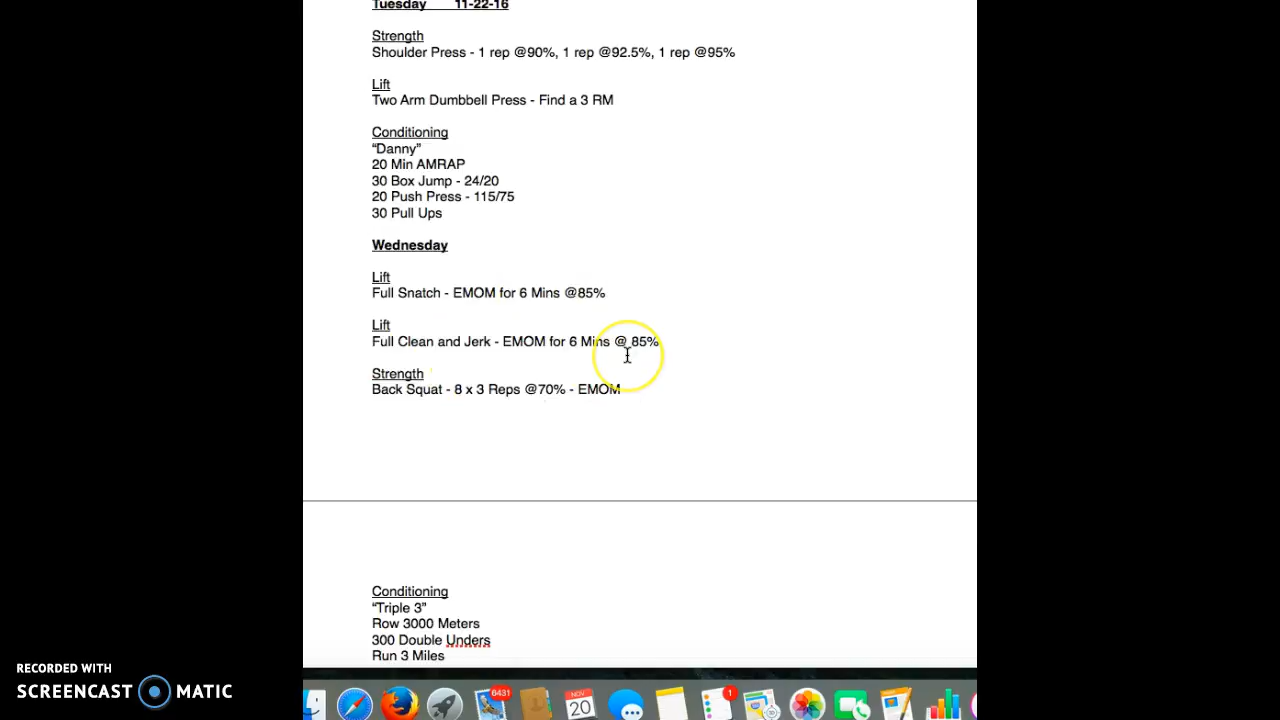 Tuesday 11-22-16
Strength
Shoulder Press - 1 rep @90%, 1 rep @92.5%, 1 rep @95%
Lift
Two Arm Dumbbell Press - Find a 3 RM
Conditioning
“Danny”
20 Min AMRAP
30 Box Jump - 24/20
20 Push Press - 115/75
30 Pull Ups
Wednesday
Lift
Full Snatch - EMOM for 6 Mins @85%
Lift
Full Clean and Jerk - EMOM for 6 Mins @ 85%
Strength
Back Squat - 8 x 3 Reps @70% - EMOM
Conditioning
“Triple 3”
Row 3000 Meters
300 Double Unders
Run 3 Miles
RECORDED WITH
SCREENCAST MATIC
6431
NOV
20
1